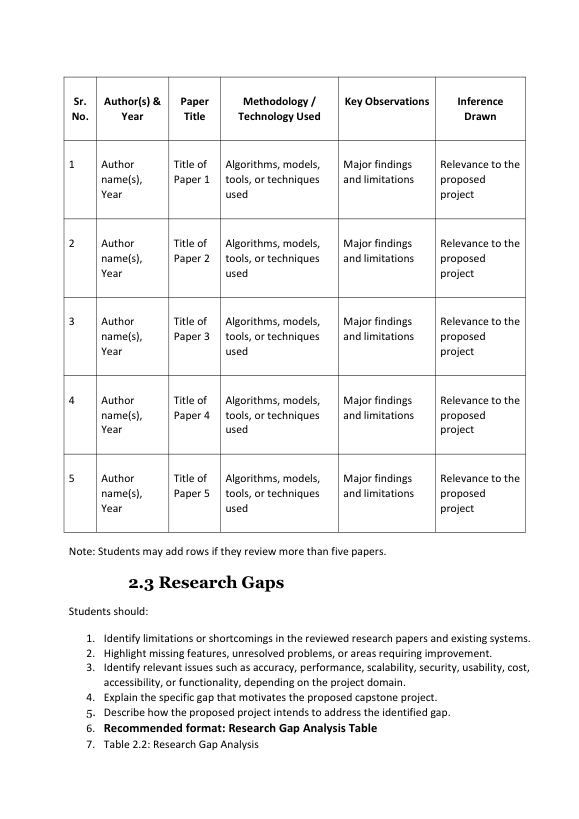 Sr. No. Author(s) & Year Paper Title Methodology / Technology Used Key Observations Inference Drawn
1 Author name(s), Year Title of Paper 1 Algorithms, models, tools, or techniques used Major findings and limitations Relevance to the proposed project
2 Author name(s), Year Title of Paper 2 Algorithms, models, tools, or techniques used Major findings and limitations Relevance to the proposed project
3 Author name(s), Year Title of Paper 3 Algorithms, models, tools, or techniques used Major findings and limitations Relevance to the proposed project
4 Author name(s), Year Title of Paper 4 Algorithms, models, tools, or techniques used Major findings and limitations Relevance to the proposed project
5 Author name(s), Year Title of Paper 5 Algorithms, models, tools, or techniques used Major findings and limitations Relevance to the proposed project
Note: Students may add rows if they review more than five papers.
2.3 Research Gaps
Students should:
1. Identify limitations or shortcomings in the reviewed research papers and existing systems.
2. Highlight missing features, unresolved problems, or areas requiring improvement.
3. Identify relevant issues such as accuracy, performance, scalability, security, usability, cost,
accessibility, or functionality, depending on the project domain.
4. Explain the specific gap that motivates the proposed capstone project.
5. Describe how the proposed project intends to address the identified gap.
6. Recommended format: Research Gap Analysis Table
7. Table 2.2: Research Gap Analysis